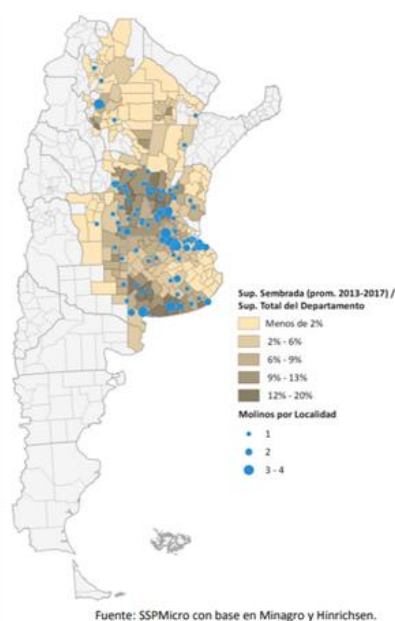 Sup. Sembrada (prom. 2013-2017) /
Sup. Total del Departamento
Menos de 2%
2% - 6%
6% - 9%
9% - 13%
12% - 20%
Molinos por Localidad
1
2
3 - 4
Fuente: SSPMicro con base en Minagro y Hinrichsen.